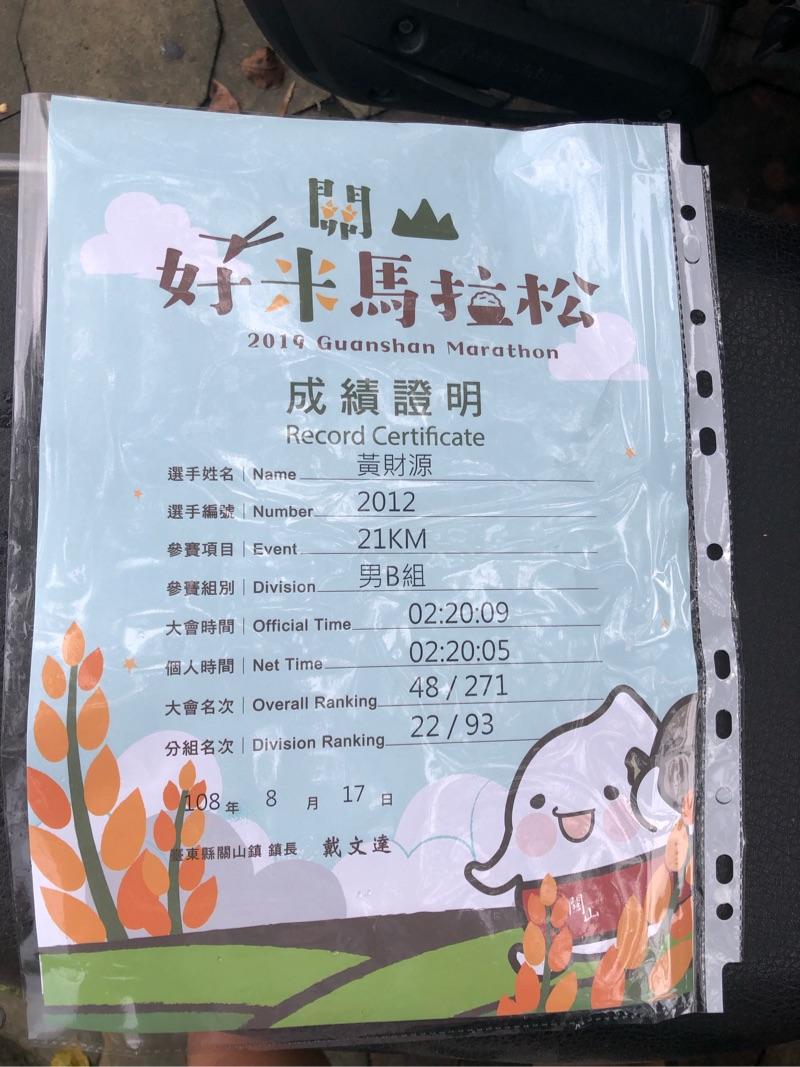 關山
好米馬拉松
2019 Guanshan Marathon
成績證明
Record Certificate
選手姓名 | Name 黃財源
選手編號 | Number 2012
參賽項目 | Event 21KM
參賽組別 | Division 男B組
大會時間 | Official Time 02:20:09
個人時間 | Net Time 02:20:05
大會名次 | Overall Ranking 48 / 271
分組名次 | Division Ranking 22 / 93
108 年 8 月 17 日
臺東縣關山鎮 鎮長 戴文達
關山